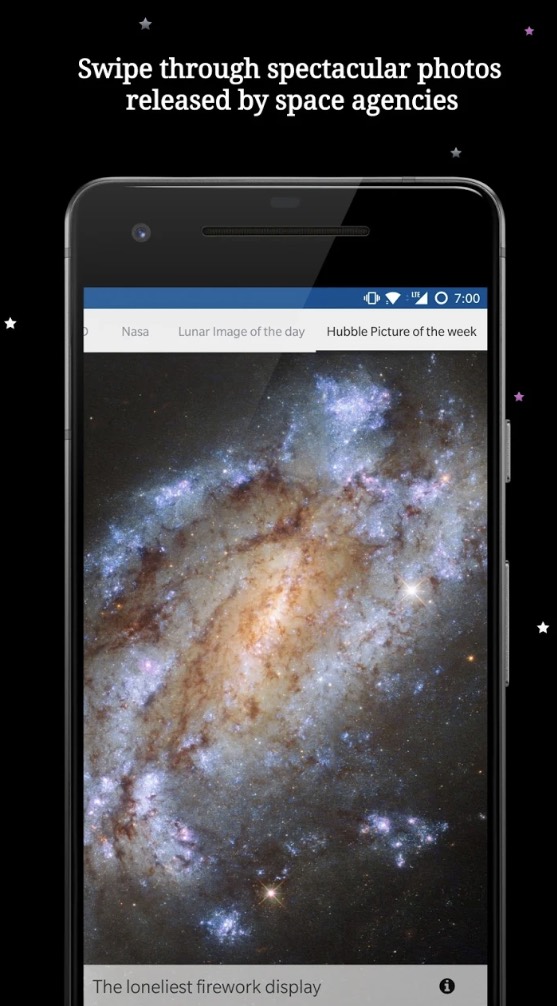 Swipe through spectacular photos
released by space agencies
LTE 7:00
Nasa Lunar Image of the day Hubble Picture of the week
The loneliest firework display